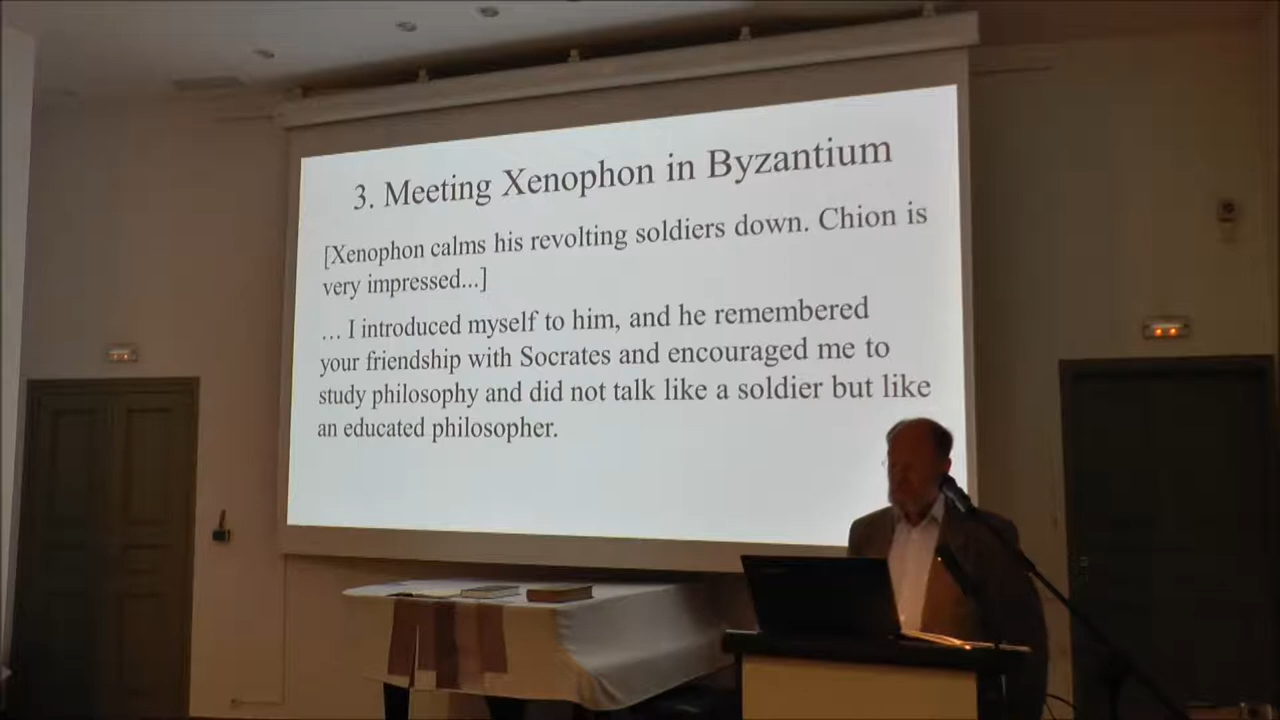 3. Meeting Xenophon in Byzantium
[Xenophon calms his revolting soldiers down. Chion is
very impressed...]
… I introduced myself to him, and he remembered
your friendship with Socrates and encouraged me to
study philosophy and did not talk like a soldier but like
an educated philosopher.